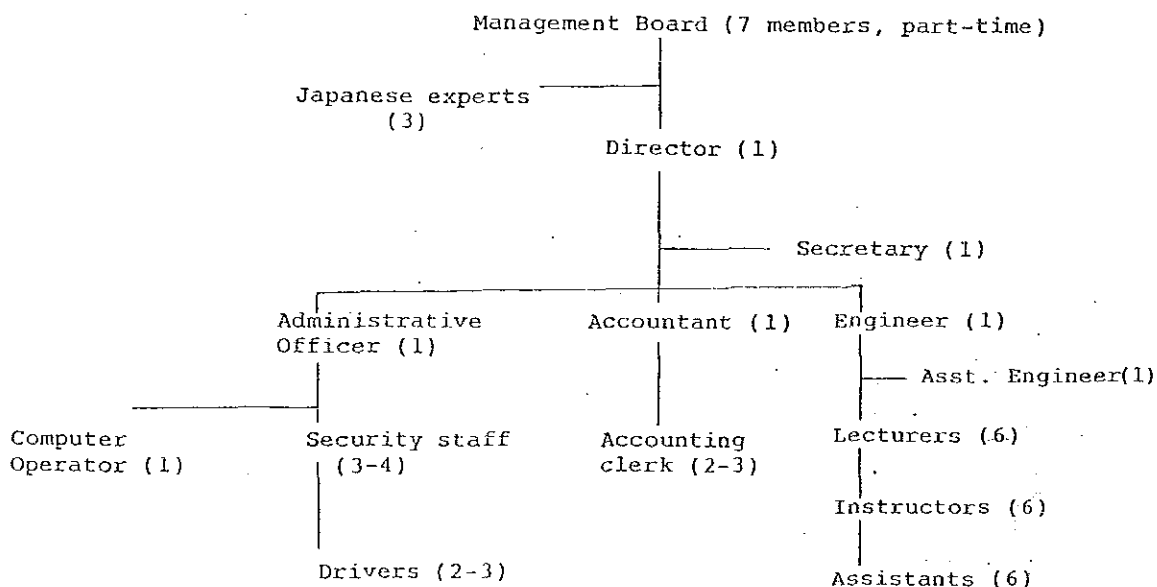 Management Board (7 members, part-time)
Japanese experts
(3)
Director (1)
Secretary (1)
Administrative
Officer (1)
Accountant (1)
Engineer (1)
Asst. Engineer(1)
Computer
Operator (1)
Security staff
(3-4)
Accounting
clerk (2-3)
Lecturers (6)
Instructors (6)
Drivers (2-3)
Assistants (6)